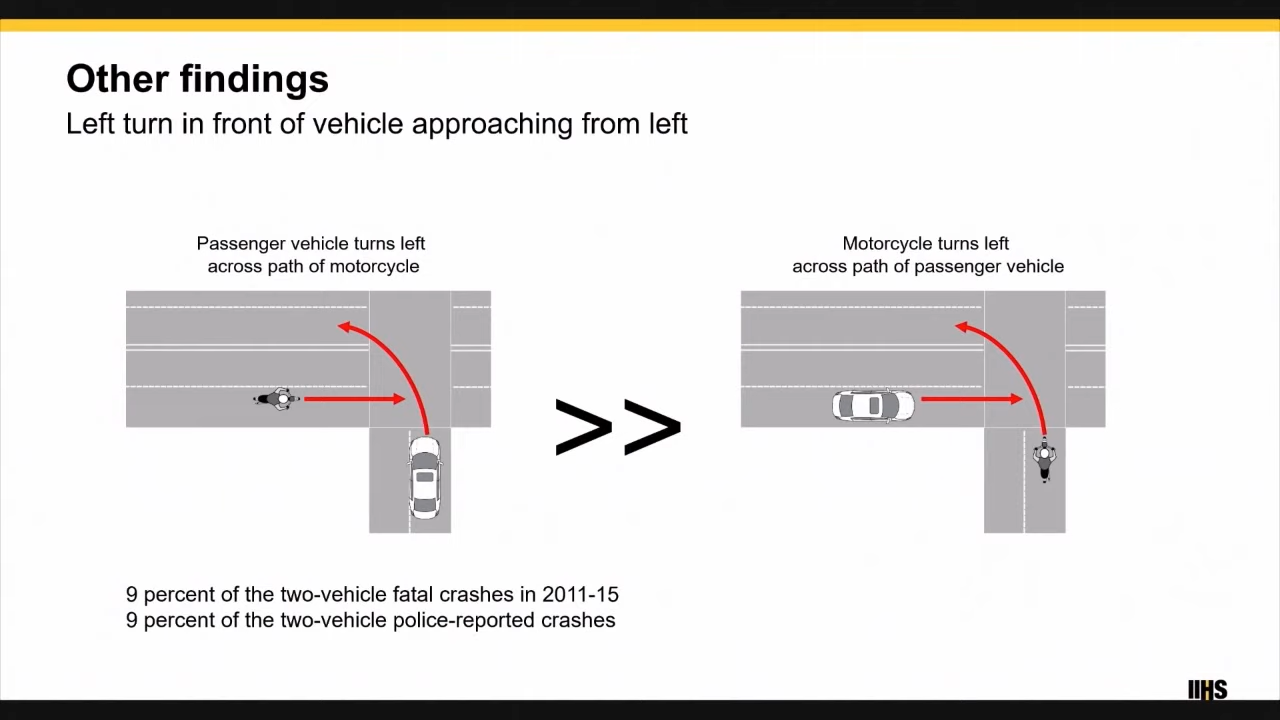 Other findings
Left turn in front of vehicle approaching from left
Passenger vehicle turns left
across path of motorcycle
Motorcycle turns left
across path of passenger vehicle
>>
9 percent of the two-vehicle fatal crashes in 2011-15
9 percent of the two-vehicle police-reported crashes
IIHS